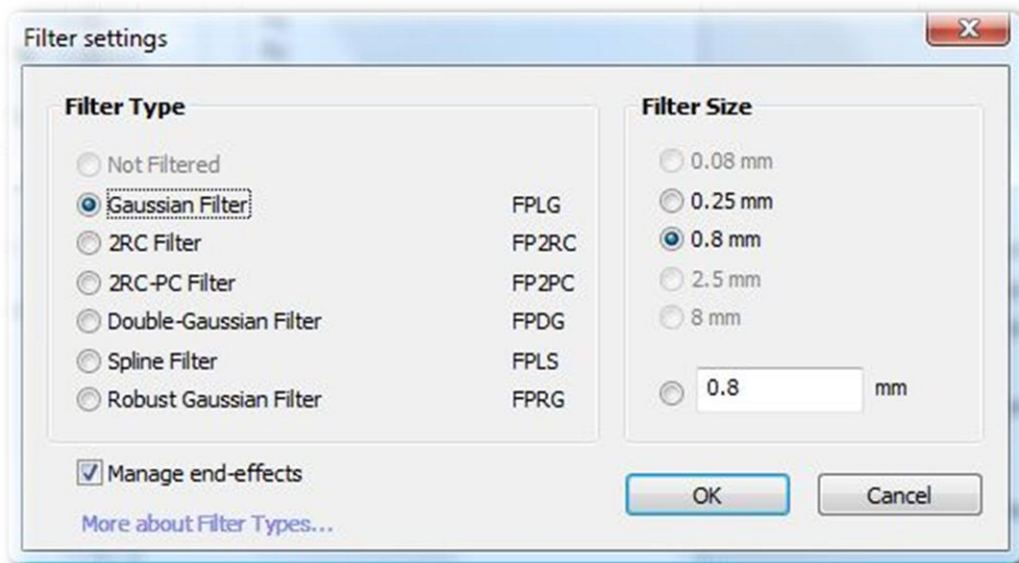 Filter settings
Filter Type
Not Filtered
Gaussian Filter FPLG
2RC Filter FP2RC
2RC-PC Filter FP2PC
Double-Gaussian Filter FPDG
Spline Filter FPLS
Robust Gaussian Filter FPRG
Manage end-effects
More about Filter Types...
Filter Size
0.08 mm
0.25 mm
0.8 mm
2.5 mm
8 mm
0.8 mm
OK Cancel